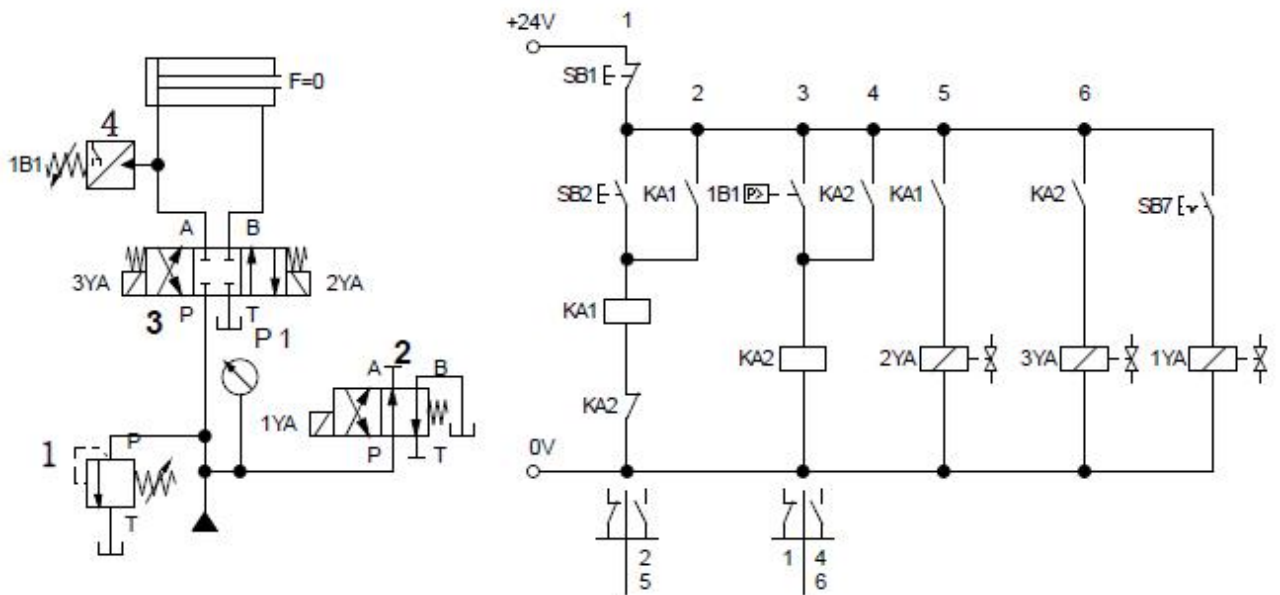 F=0
4
1B1
A B
3YA 2YA
3 P T
P 1
2
A B
1YA
P T
1 P
T
+24V 1
SB1
2 3 4 5 6
SB2 KA1 1B1 P> KA2 KA1 KA2 SB7
KA1
KA2 2YA 3YA 1YA
KA2
0V
2 1 4
5 6